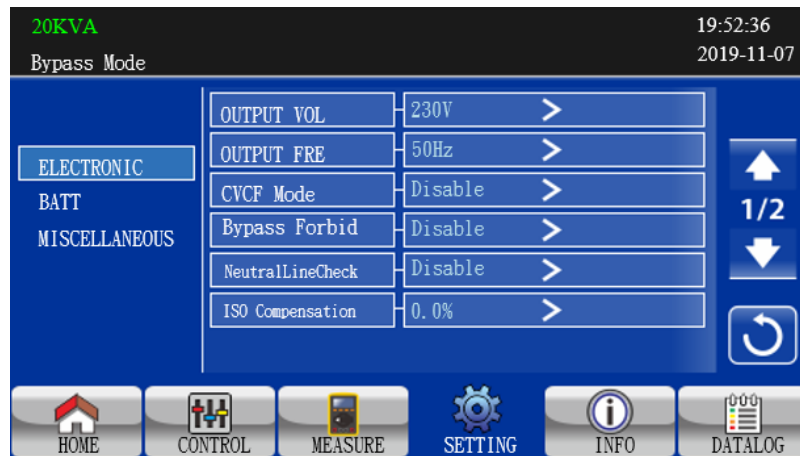 20KVA
19:52:36
Bypass Mode
2019-11-07
ELECTRONIC
BATT
MISCELLANEOUS
OUTPUT VOL 230V
OUTPUT FRE 50Hz
CVCF Mode Disable
Bypass Forbid Disable
NeutralLineCheck Disable
ISO Compensation 0.0%
1/2
HOME CONTROL MEASURE SETTING INFO DATALOG